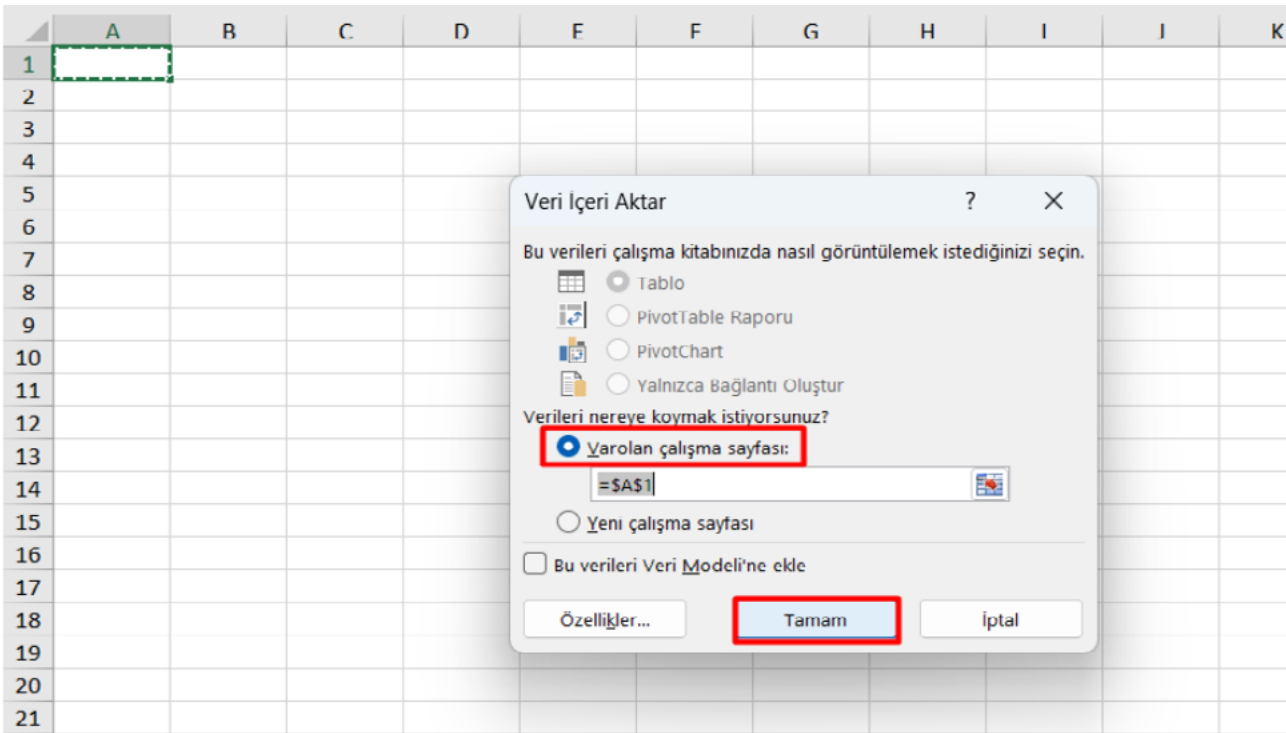 A B C D E F G H I J K
1
2
3
4
5
Veri İçeri Aktar ?
6
7
Bu verileri çalışma kitabınızda nasıl görüntülemek istediğinizi seçin.
8
Tablo
9
PivotTable Raporu
10
PivotChart
11
Yalnızca Bağlantı Oluştur
12
Verileri nereye koymak istiyorsunuz?
13
Varolan çalışma sayfası:
14
=$A$1
15
Yeni çalışma sayfası
16
Bu verileri Veri Modeli'ne ekle
17
18
Özellikler... Tamam İptal
19
20
21